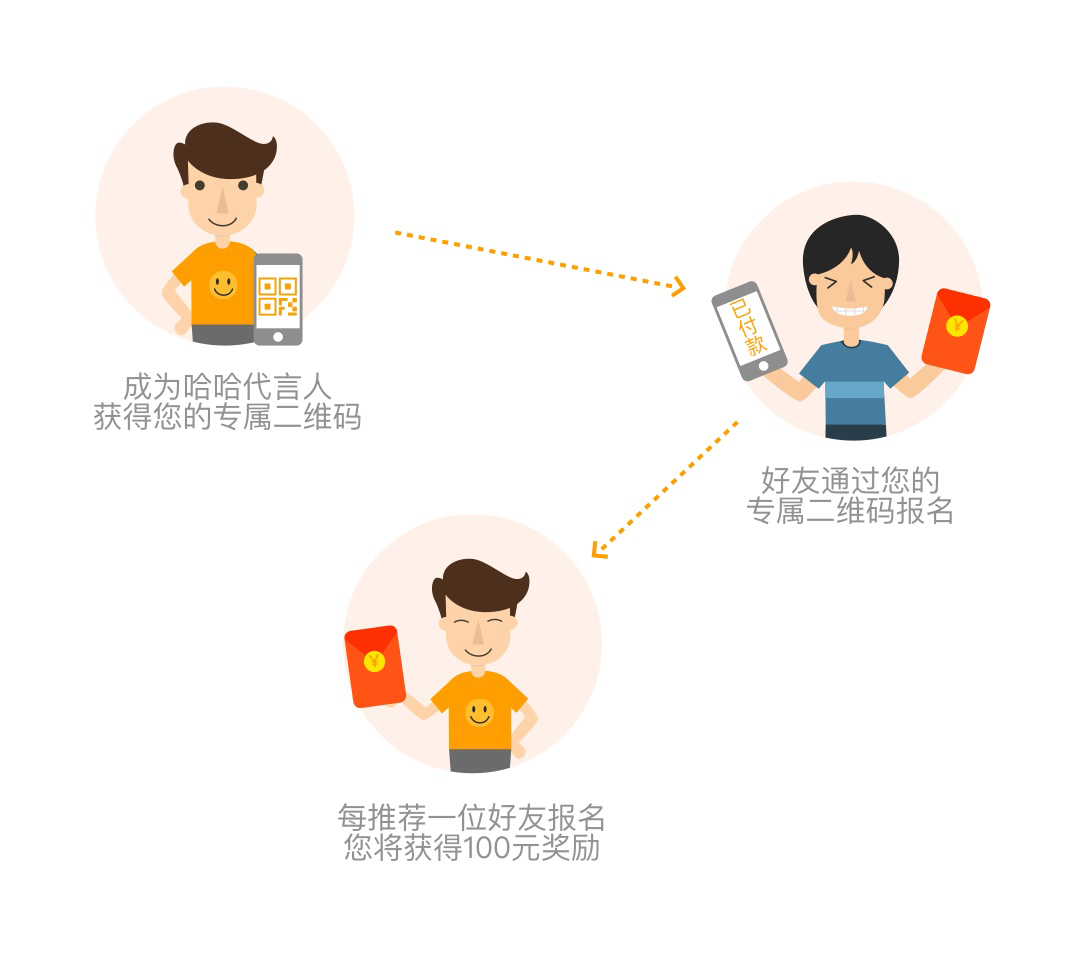 成为哈哈代言人
获得您的专属二维码
已付款
¥
好友通过您的
专属二维码报名
¥
每推荐一位好友报名
您将获得100元奖励